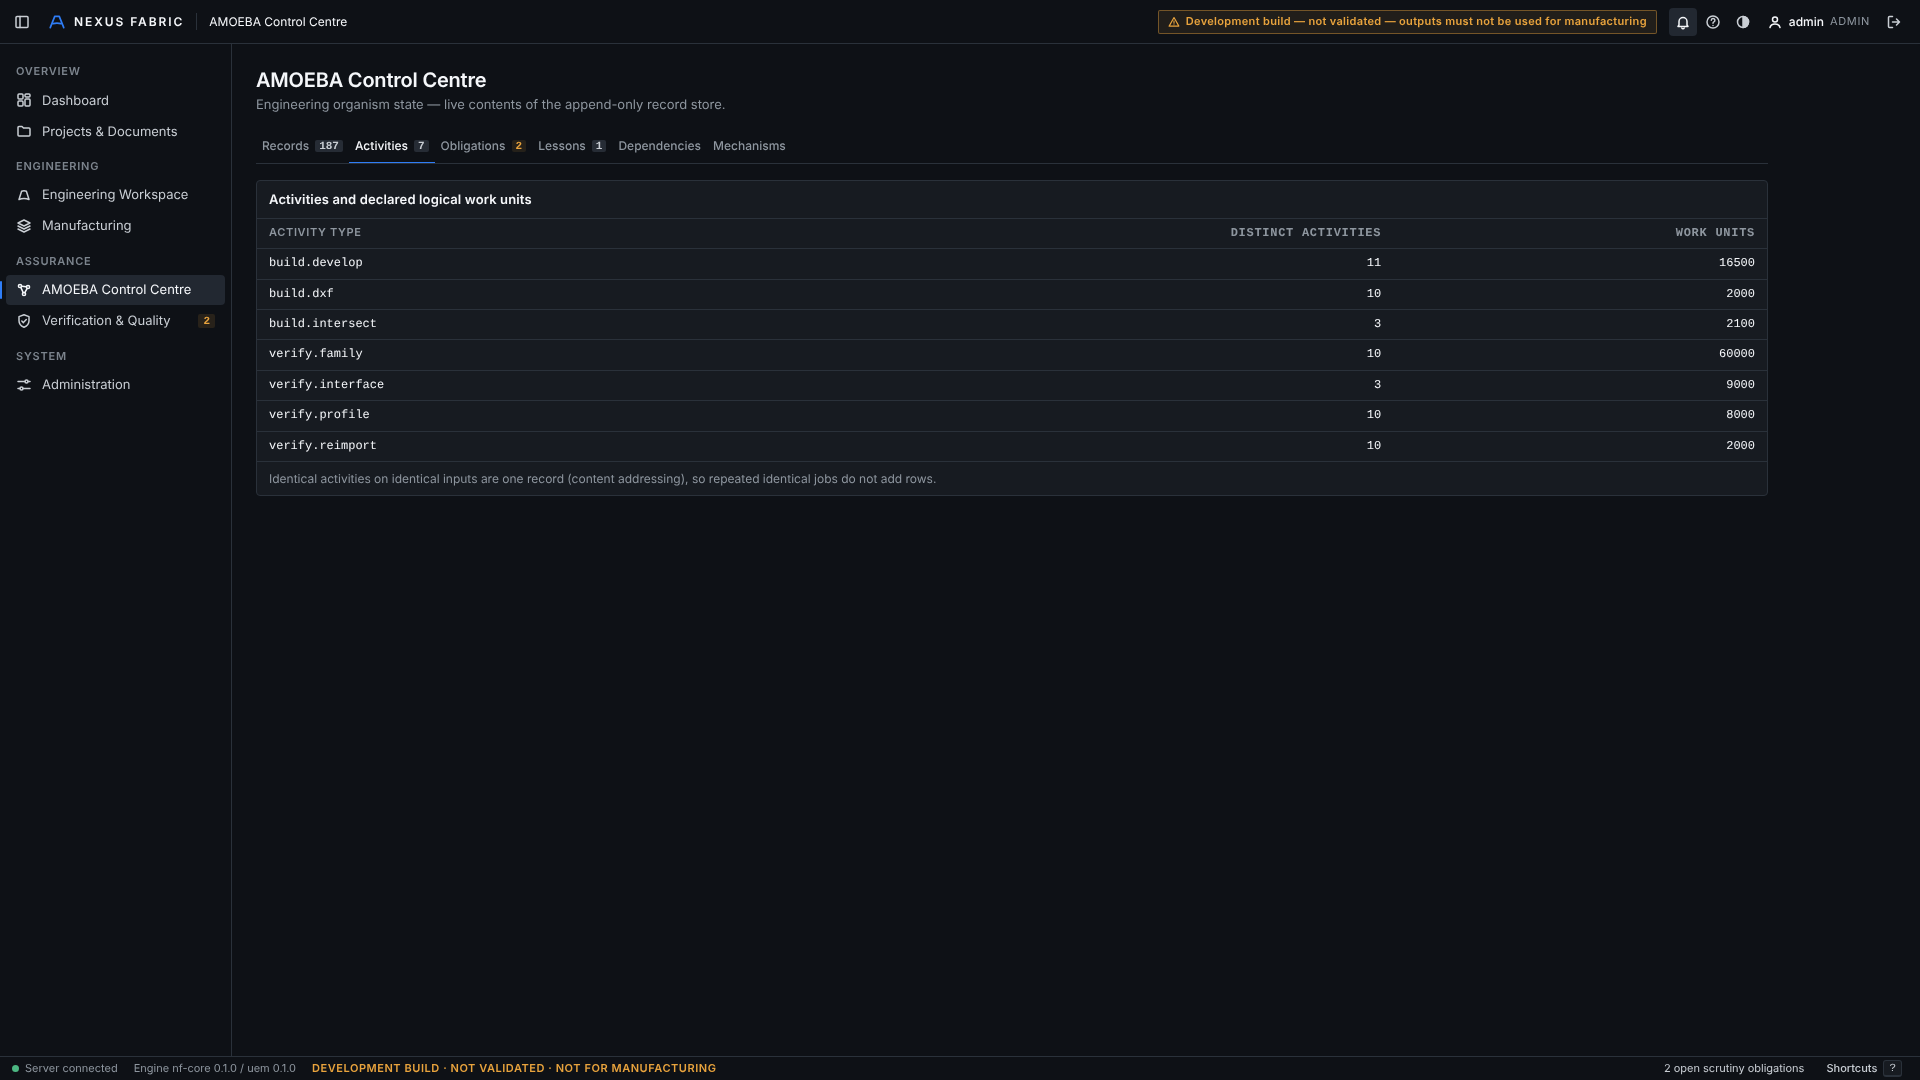 NEXUS FABRIC AMOEBA Control Centre Development build — not validated — outputs must not be used for manufacturing admin ADMIN
OVERVIEW
Dashboard
Projects & Documents
ENGINEERING
Engineering Workspace
Manufacturing
ASSURANCE
AMOEBA Control Centre
Verification & Quality 2
SYSTEM
Administration
AMOEBA Control Centre
Engineering organism state — live contents of the append-only record store.
Records 187 Activities 7 Obligations 2 Lessons 1 Dependencies Mechanisms
Activities and declared logical work units
ACTIVITY TYPE DISTINCT ACTIVITIES WORK UNITS
build.develop 11 16500
build.dxf 10 2000
build.intersect 3 2100
verify.family 10 60000
verify.interface 3 9000
verify.profile 10 8000
verify.reimport 10 2000
Identical activities on identical inputs are one record (content addressing), so repeated identical jobs do not add rows.
Server connected Engine nf-core 0.1.0 / uem 0.1.0 DEVELOPMENT BUILD · NOT VALIDATED · NOT FOR MANUFACTURING 2 open scrutiny obligations Shortcuts ?